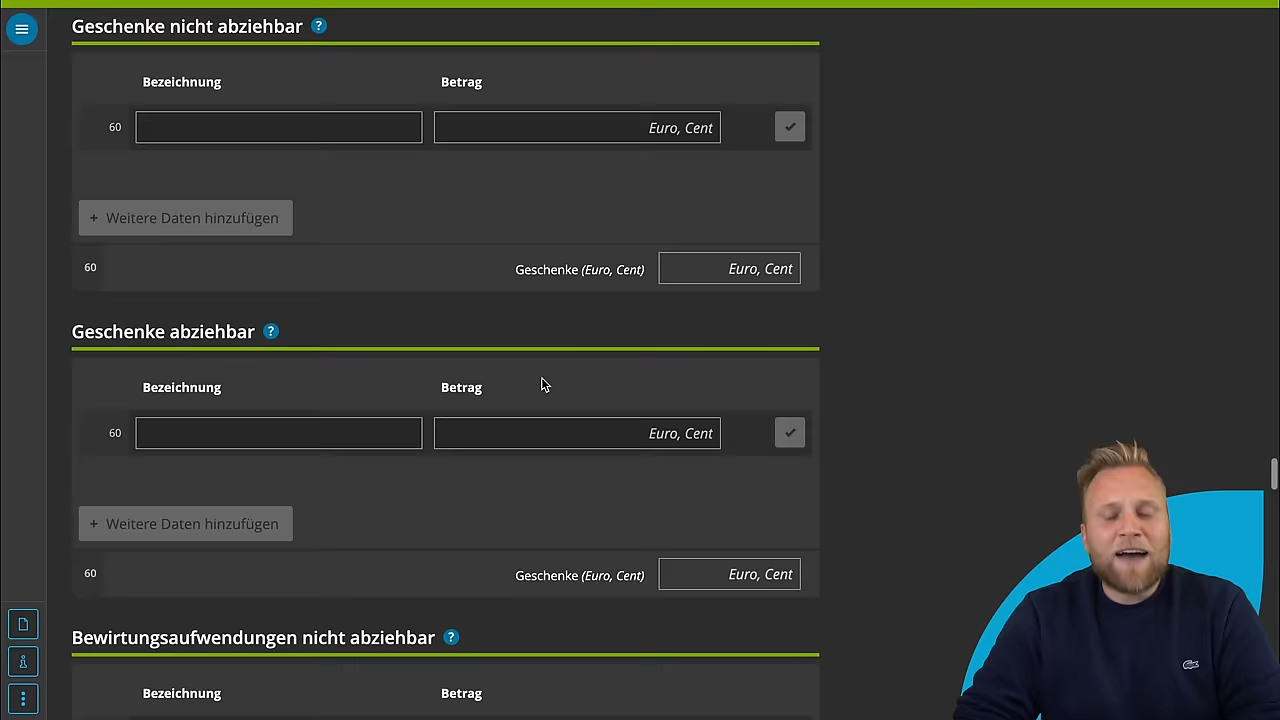 Geschenke nicht abziehbar ?
Bezeichnung Betrag
60 Euro, Cent
+ Weitere Daten hinzufügen
60 Geschenke (Euro, Cent) Euro, Cent
Geschenke abziehbar ?
Bezeichnung Betrag
60 Euro, Cent
+ Weitere Daten hinzufügen
60 Geschenke (Euro, Cent) Euro, Cent
Bewirtungsaufwendungen nicht abziehbar ?
Bezeichnung Betrag